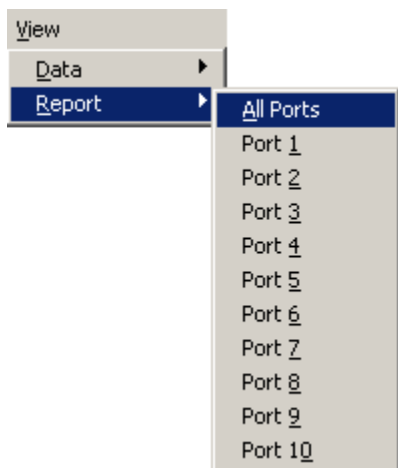 View
Data
Report
All Ports
Port 1
Port 2
Port 3
Port 4
Port 5
Port 6
Port 7
Port 8
Port 9
Port 10